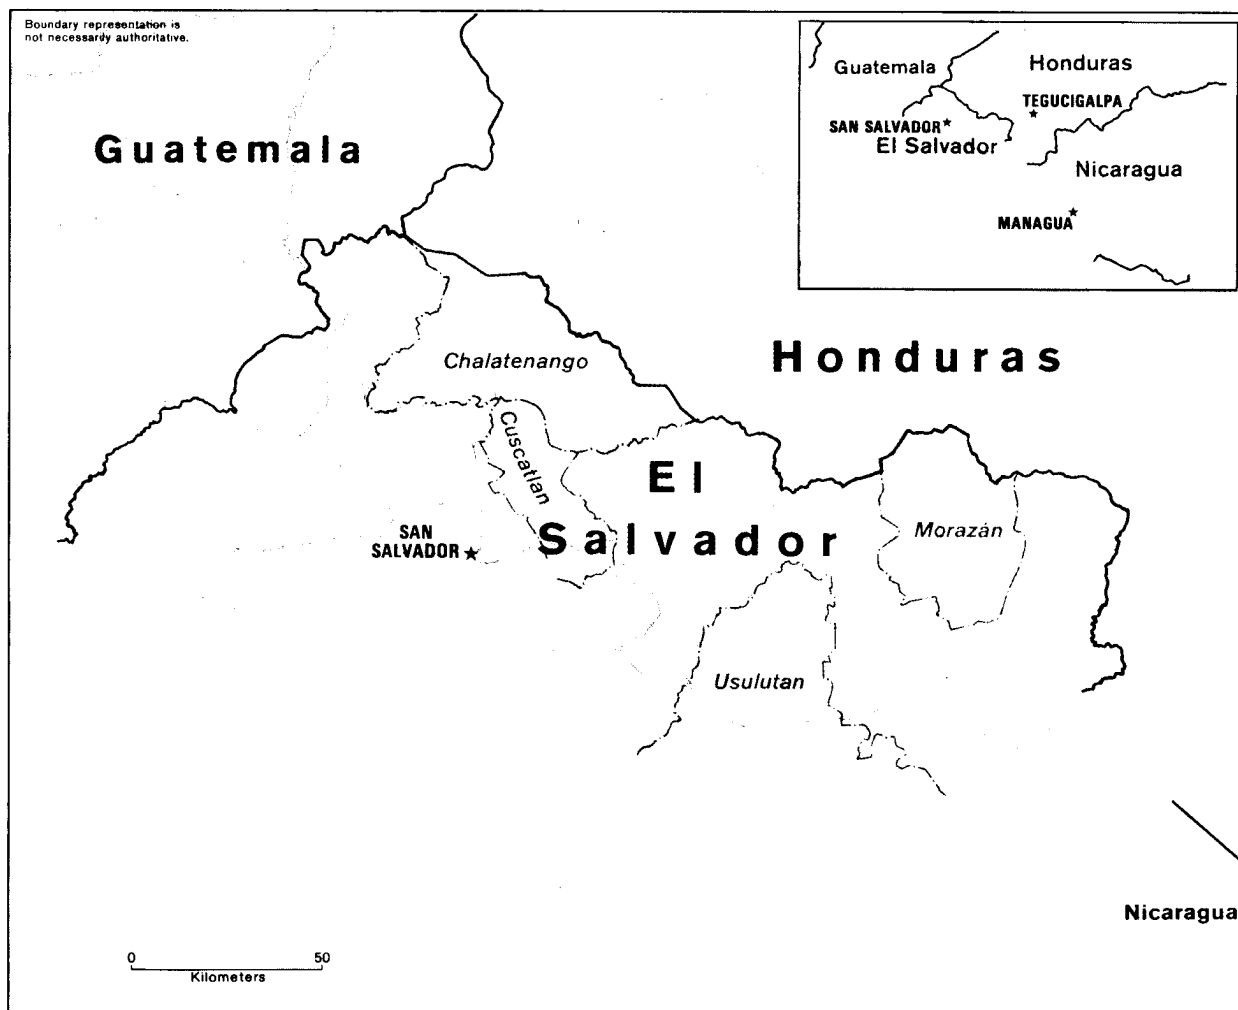 Boundary representation is
not necessarily authoritative.
Guatemala
Honduras
TEGUCIGALPA
SAN SALVADOR
El Salvador
Nicaragua
MANAGUA
Guatemala
Honduras
Chalatenango
Cuscatlan
El
Salvador
SAN
SALVADOR
Morazán
Usulutan
Nicaragua
0 50
Kilometers